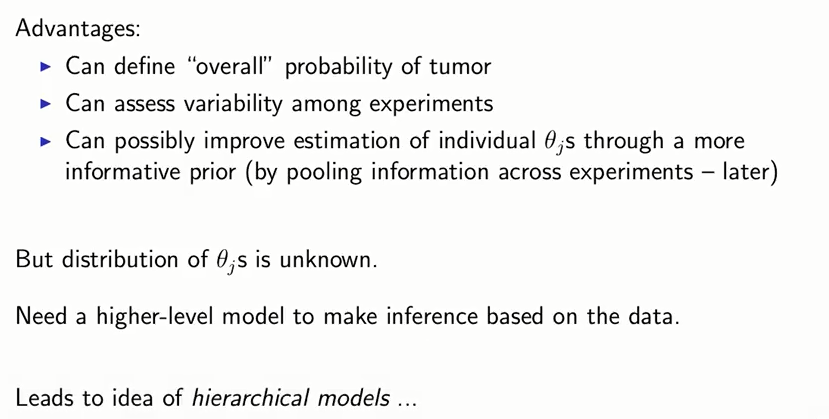 Advantages:
▶ Can define “overall” probability of tumor
▶ Can assess variability among experiments
▶ Can possibly improve estimation of individual θⱼs through a more
informative prior (by pooling information across experiments – later)
But distribution of θⱼs is unknown.
Need a higher-level model to make inference based on the data.
Leads to idea of hierarchical models ...